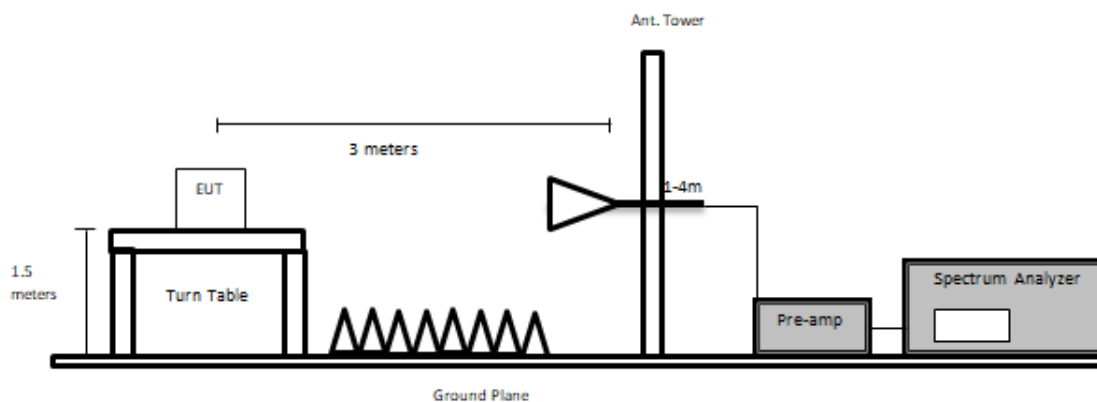 Ant. Tower
3 meters
EUT
1-4m
1.5
meters
Turn Table
Spectrum Analyzer
Pre-amp
Ground Plane